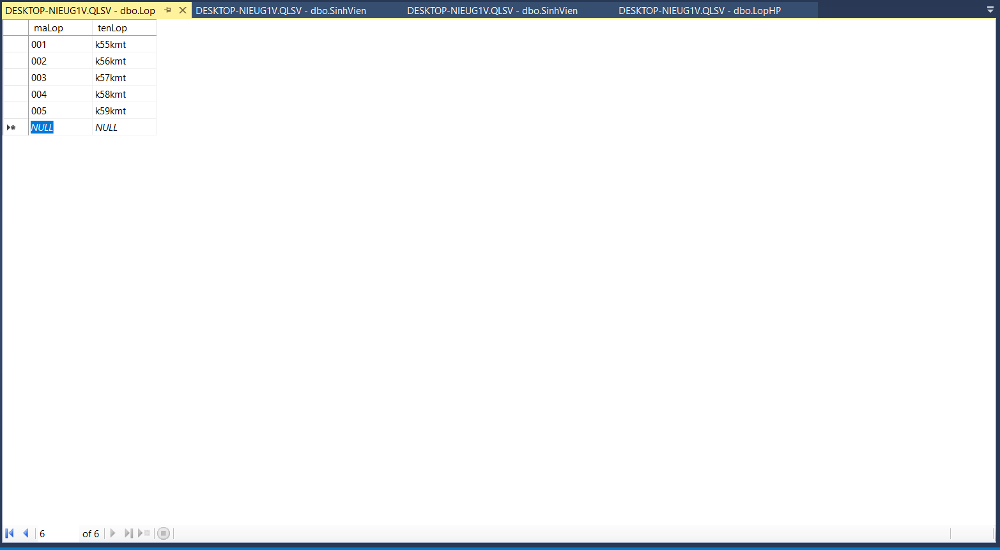 DESKTOP-NIEUG1V.QLSV - dbo.Lop DESKTOP-NIEUG1V.QLSV - dbo.SinhVien DESKTOP-NIEUG1V.QLSV - dbo.SinhVien DESKTOP-NIEUG1V.QLSV - dbo.LopHP
maLop tenLop
001 k55kmt
002 k56kmt
003 k57kmt
004 k58kmt
005 k59kmt
NULL NULL
6 of 6